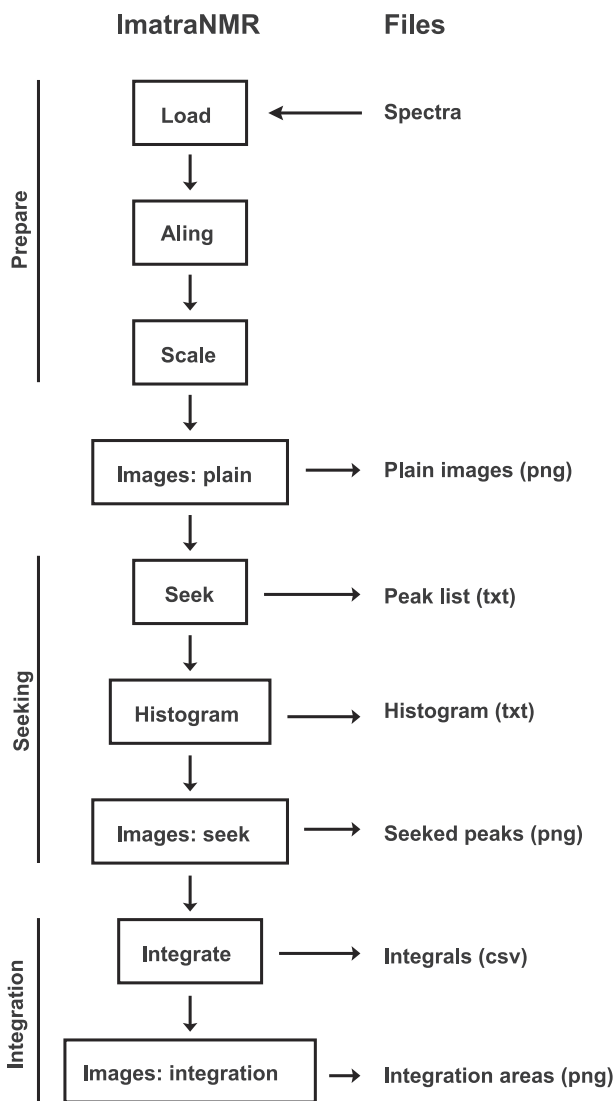 ImatraNMR Files
Prepare
Load Spectra
Aling
Scale
Images: plain Plain images (png)
Seeking
Seek Peak list (txt)
Histogram Histogram (txt)
Images: seek Seeked peaks (png)
Integration
Integrate Integrals (csv)
Images: integration Integration areas (png)